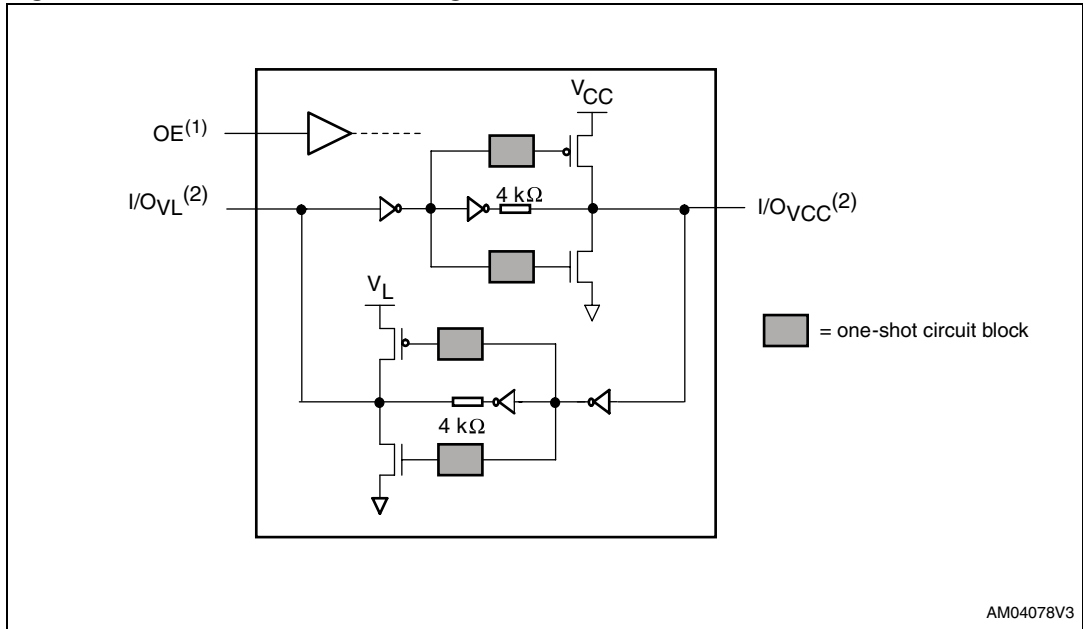 VCC
OE(1)
4 kΩ
I/OVL(2)
I/OVCC(2)
VL
= one-shot circuit block
4 kΩ
AM04078V3